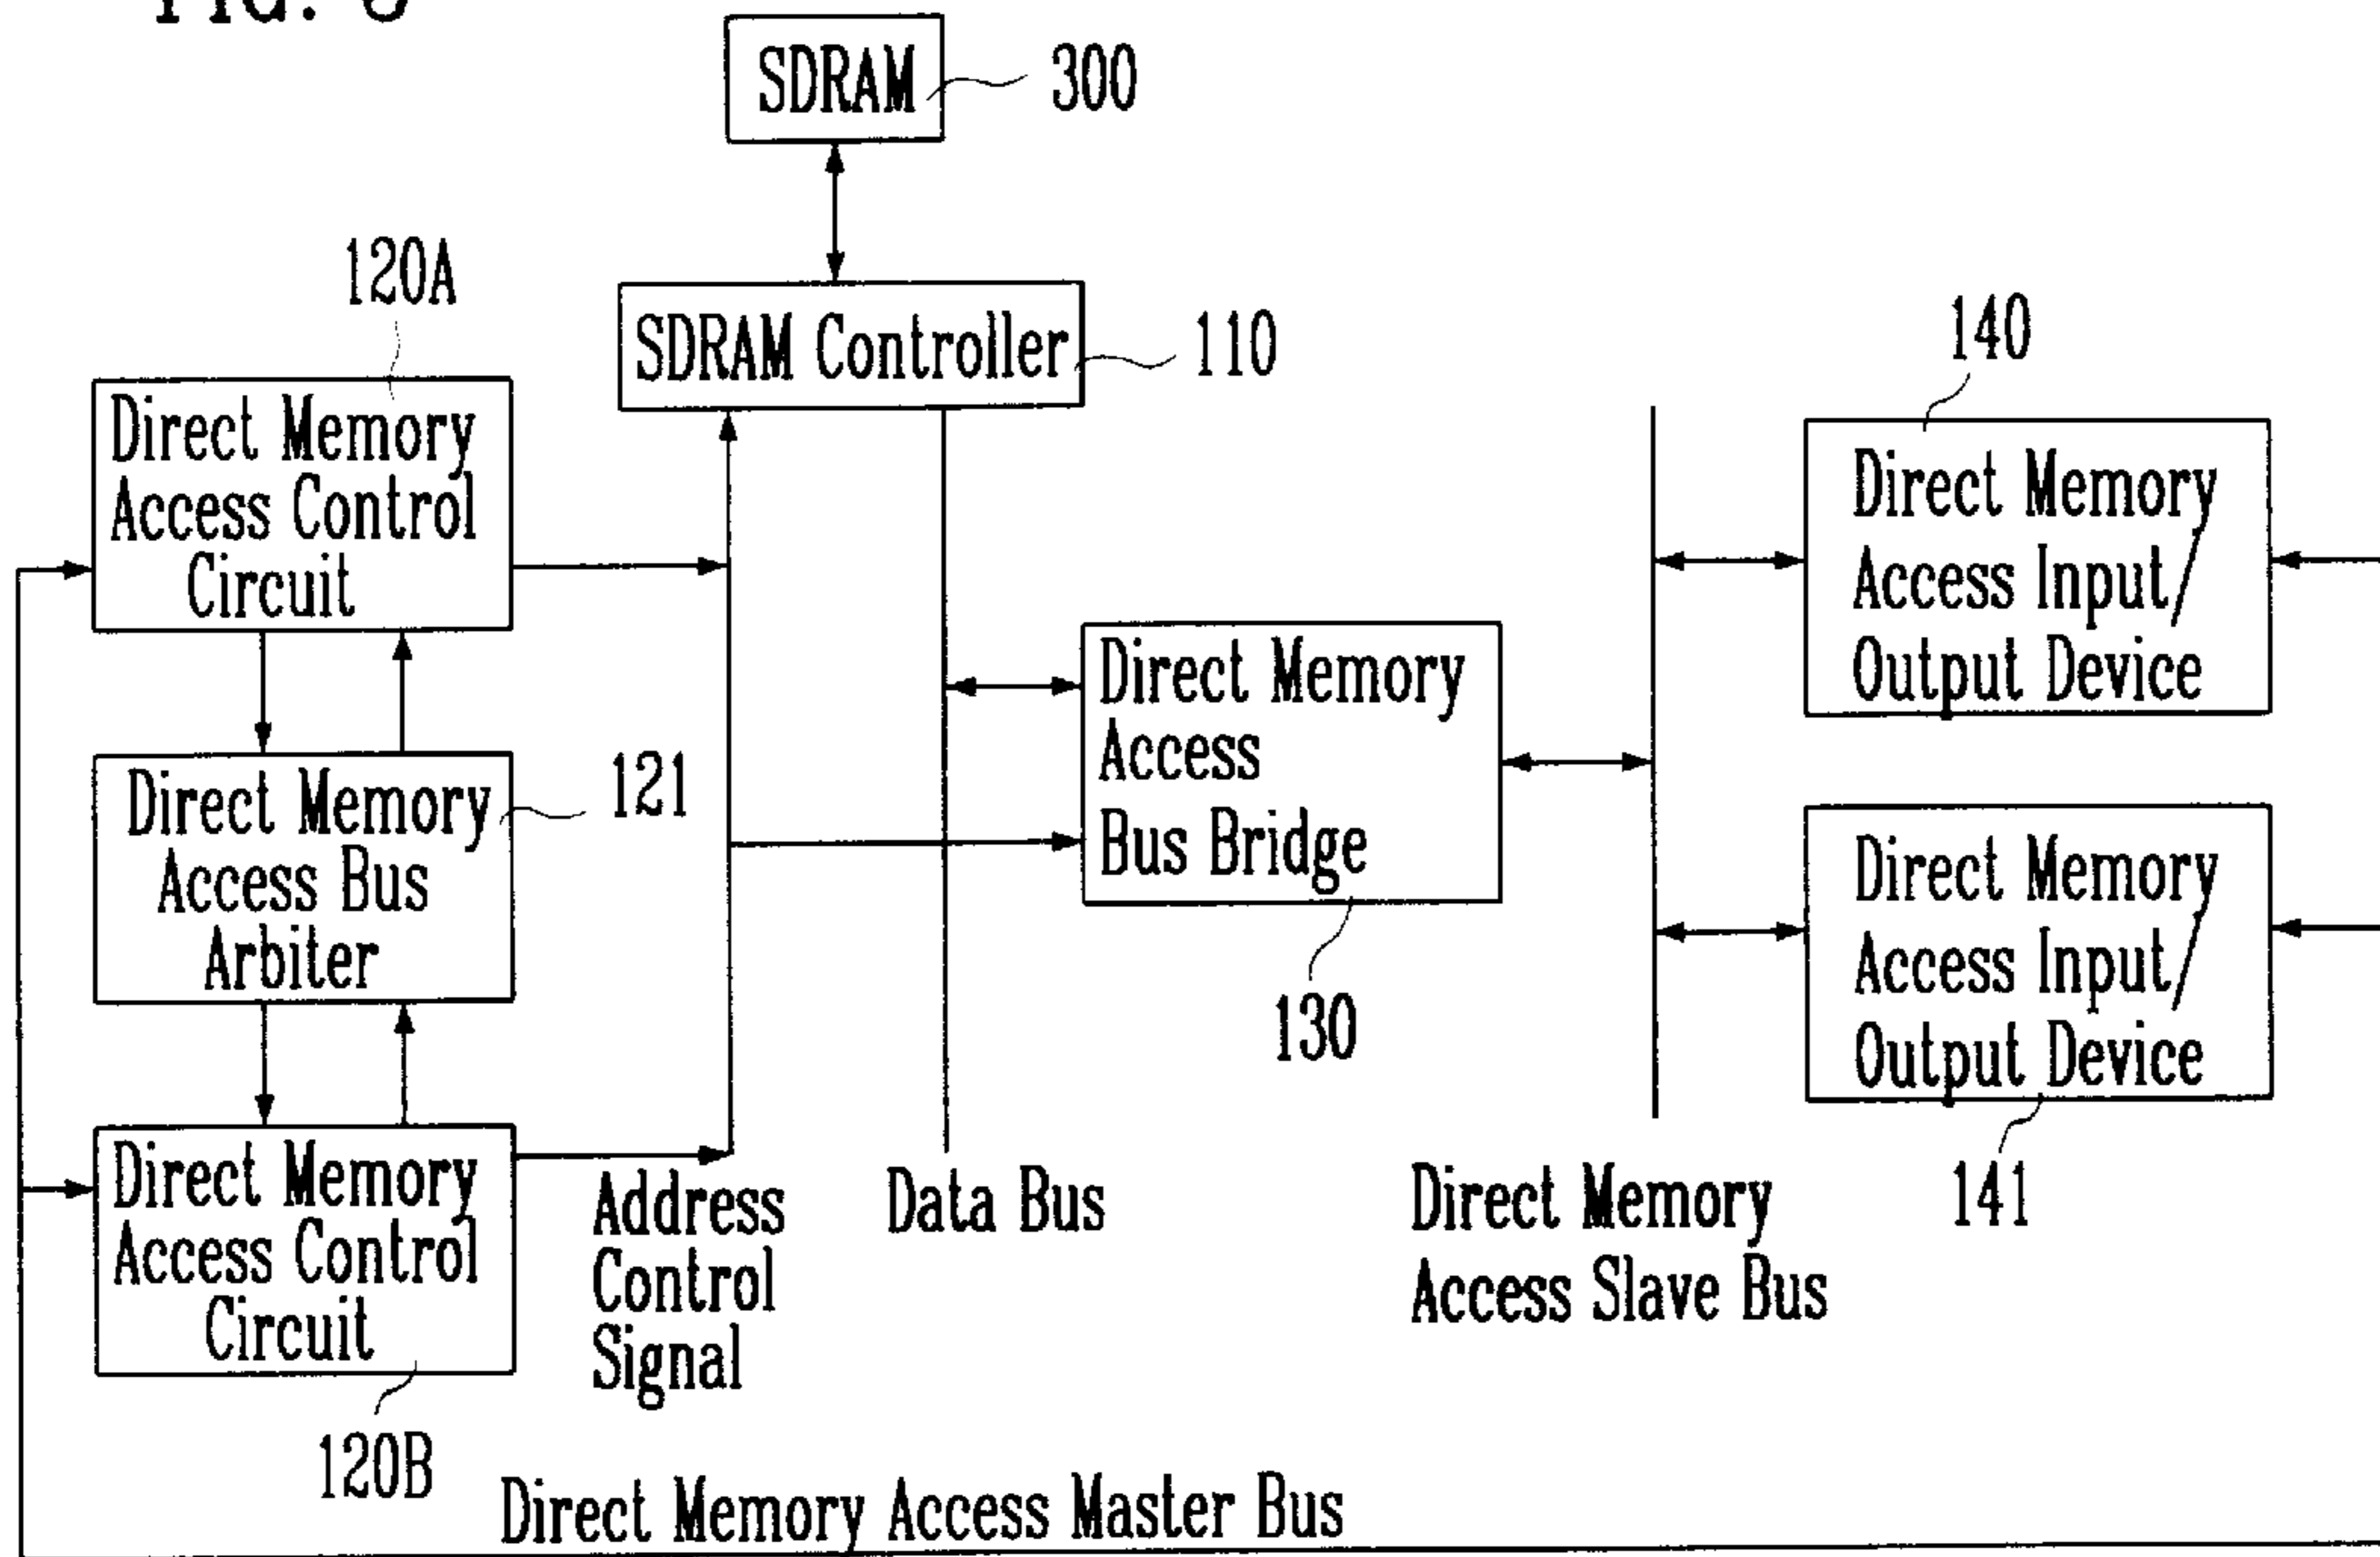 SDRAM
300
120A
SDRAM Controller
110
140
Direct Memory
Access Control
Circuit
Direct Memory
Access Input/
Output Device
Direct Memory
Access
Bus Bridge
130
Direct Memory
Access Bus
Arbiter
121
Direct Memory
Access Input/
Output Device
141
Direct Memory
Access Control
Circuit
120B
Address
Control
Signal
Data Bus
Direct Memory
Access Slave Bus
Direct Memory Access Master Bus